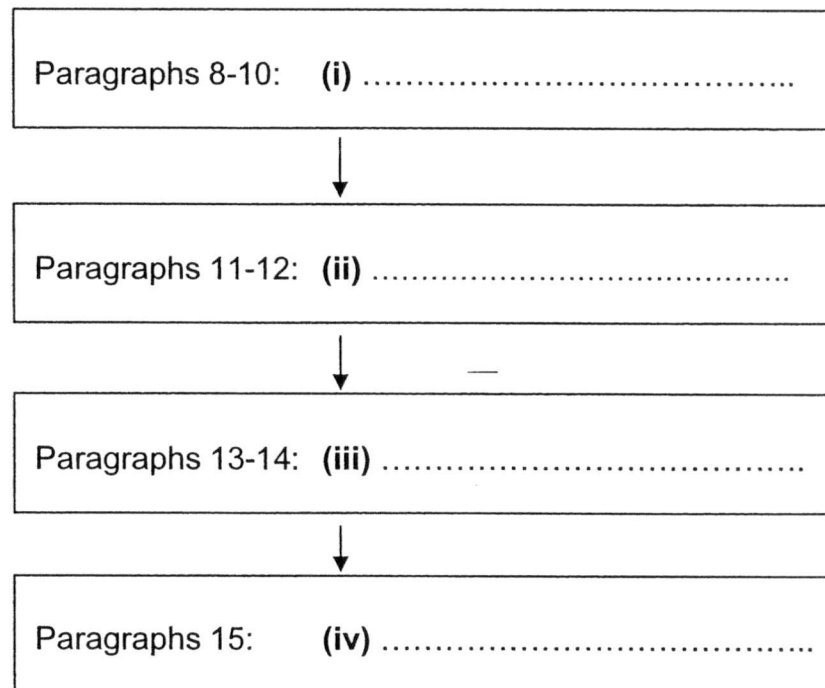 Paragraphs 8-10: (i) ………………………………………..
Paragraphs 11-12: (ii) ……………………………………..
Paragraphs 13-14: (iii) ………………………………………
Paragraphs 15: (iv) ………………………………………..